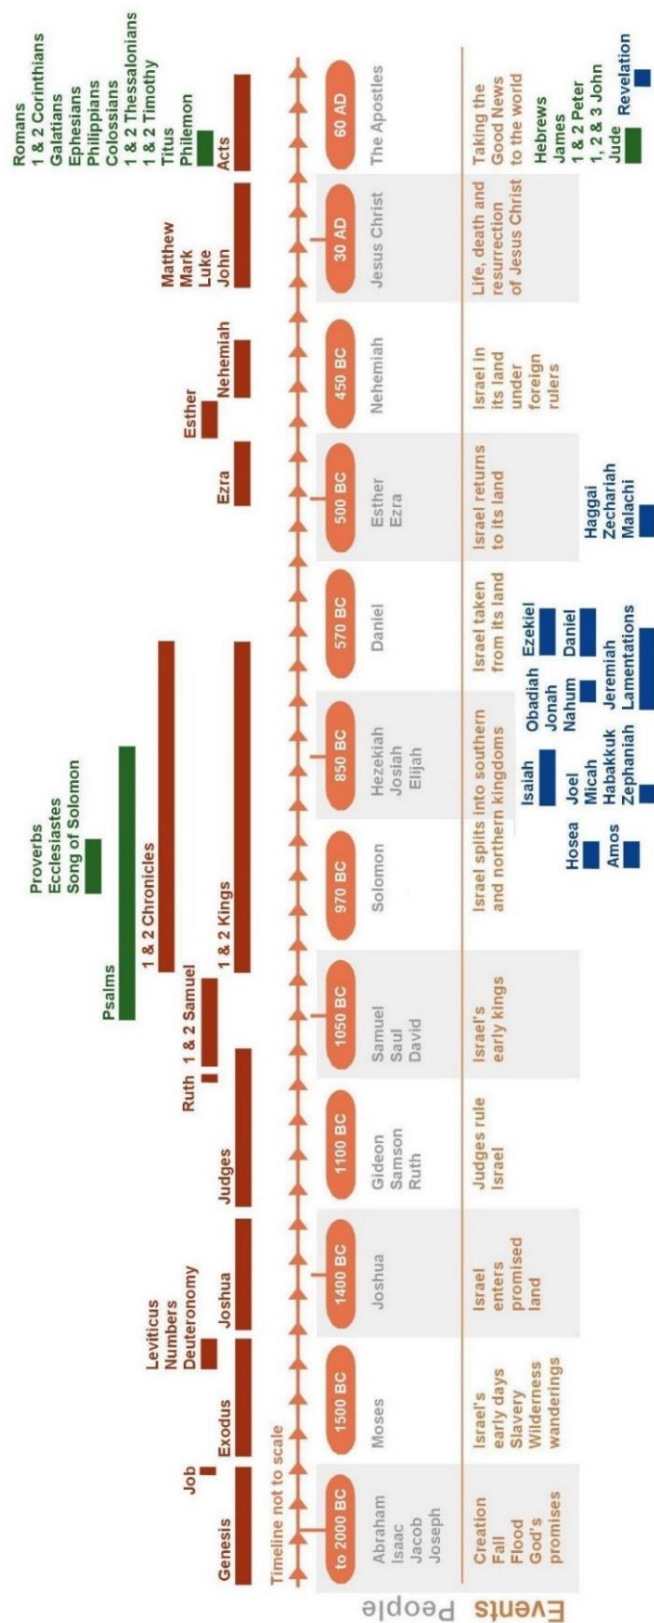 Proverbs
Ecclesiastes
Song of Solomon
Psalms
1 & 2 Chronicles
Romans
1 & 2 Corinthians
Galatians
Ephesians
Philippians
Colossians
1 & 2 Thessalonians
1 & 2 Timothy
Titus
Philemon
Leviticus
Numbers
Deuteronomy
Matthew
Mark
Luke
John
Job
Ruth
1 & 2 Samuel
Esther
Genesis
Exodus
Joshua
Judges
1 & 2 Kings
Ezra
Nehemiah
Acts
Timeline not to scale
to 2000 BC
1500 BC
1400 BC
1100 BC
1050 BC
970 BC
850 BC
570 BC
500 BC
450 BC
30 AD
60 AD
People
Abraham
Isaac
Jacob
Joseph
Moses
Joshua
Gideon
Samson
Ruth
Samuel
Saul
David
Solomon
Hezekiah
Josiah
Elijah
Daniel
Esther
Ezra
Nehemiah
Jesus Christ
The Apostles
Events
Creation
Fall
Flood
God's
promises
Israel's
early days
Slavery
Wilderness
wanderings
Israel
enters
promised
land
Judges rule
Israel
Israel's
early kings
Israel splits into southern
and northern kingdoms
Israel taken
from its land
Israel returns
to its land
Israel in
its land
under
foreign
rulers
Life, death and
resurrection
of Jesus Christ
Taking the
Good News
to the world
Hosea
Amos
Isaiah
Joel
Micah
Habakkuk
Zephaniah
Obadiah
Jonah
Nahum
Jeremiah
Lamentations
Ezekiel
Daniel
Haggai
Zechariah
Malachi
Hebrews
James
1 & 2 Peter
1, 2 & 3 John
Jude
Revelation